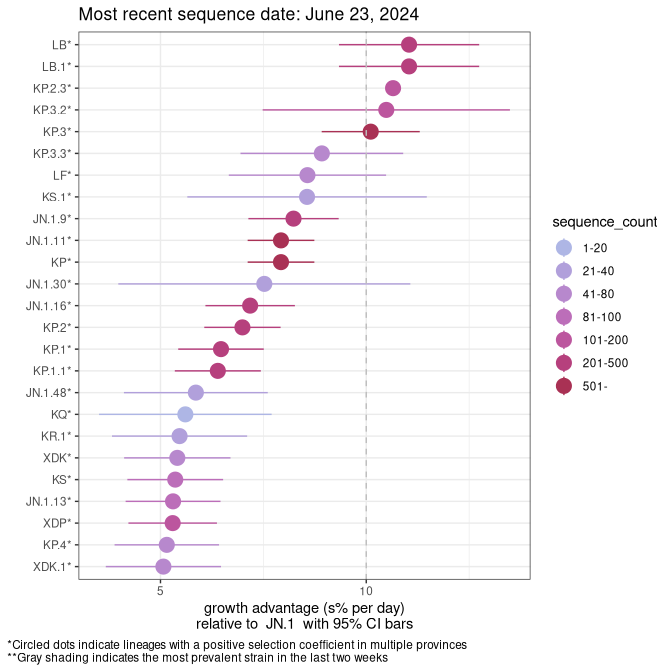 Most recent sequence date: June 23, 2024
LB*
LB.1*
KP.2.3*
KP.3.2*
KP.3*
KP.3.3*
LF*
KS.1*
JN.1.9*
JN.1.11*
KP*
JN.1.30*
JN.1.16*
KP.2*
KP.1*
KP.1.1*
JN.1.48*
KQ*
KR.1*
XDK*
KS*
JN.1.13*
XDP*
KP.4*
XDK.1*
5 10
growth advantage (s% per day)
relative to JN.1 with 95% CI bars
sequence_count
1-20
21-40
41-80
81-100
101-200
201-500
501-
*Circled dots indicate lineages with a positive selection coefficient in multiple provinces
**Gray shading indicates the most prevalent strain in the last two weeks